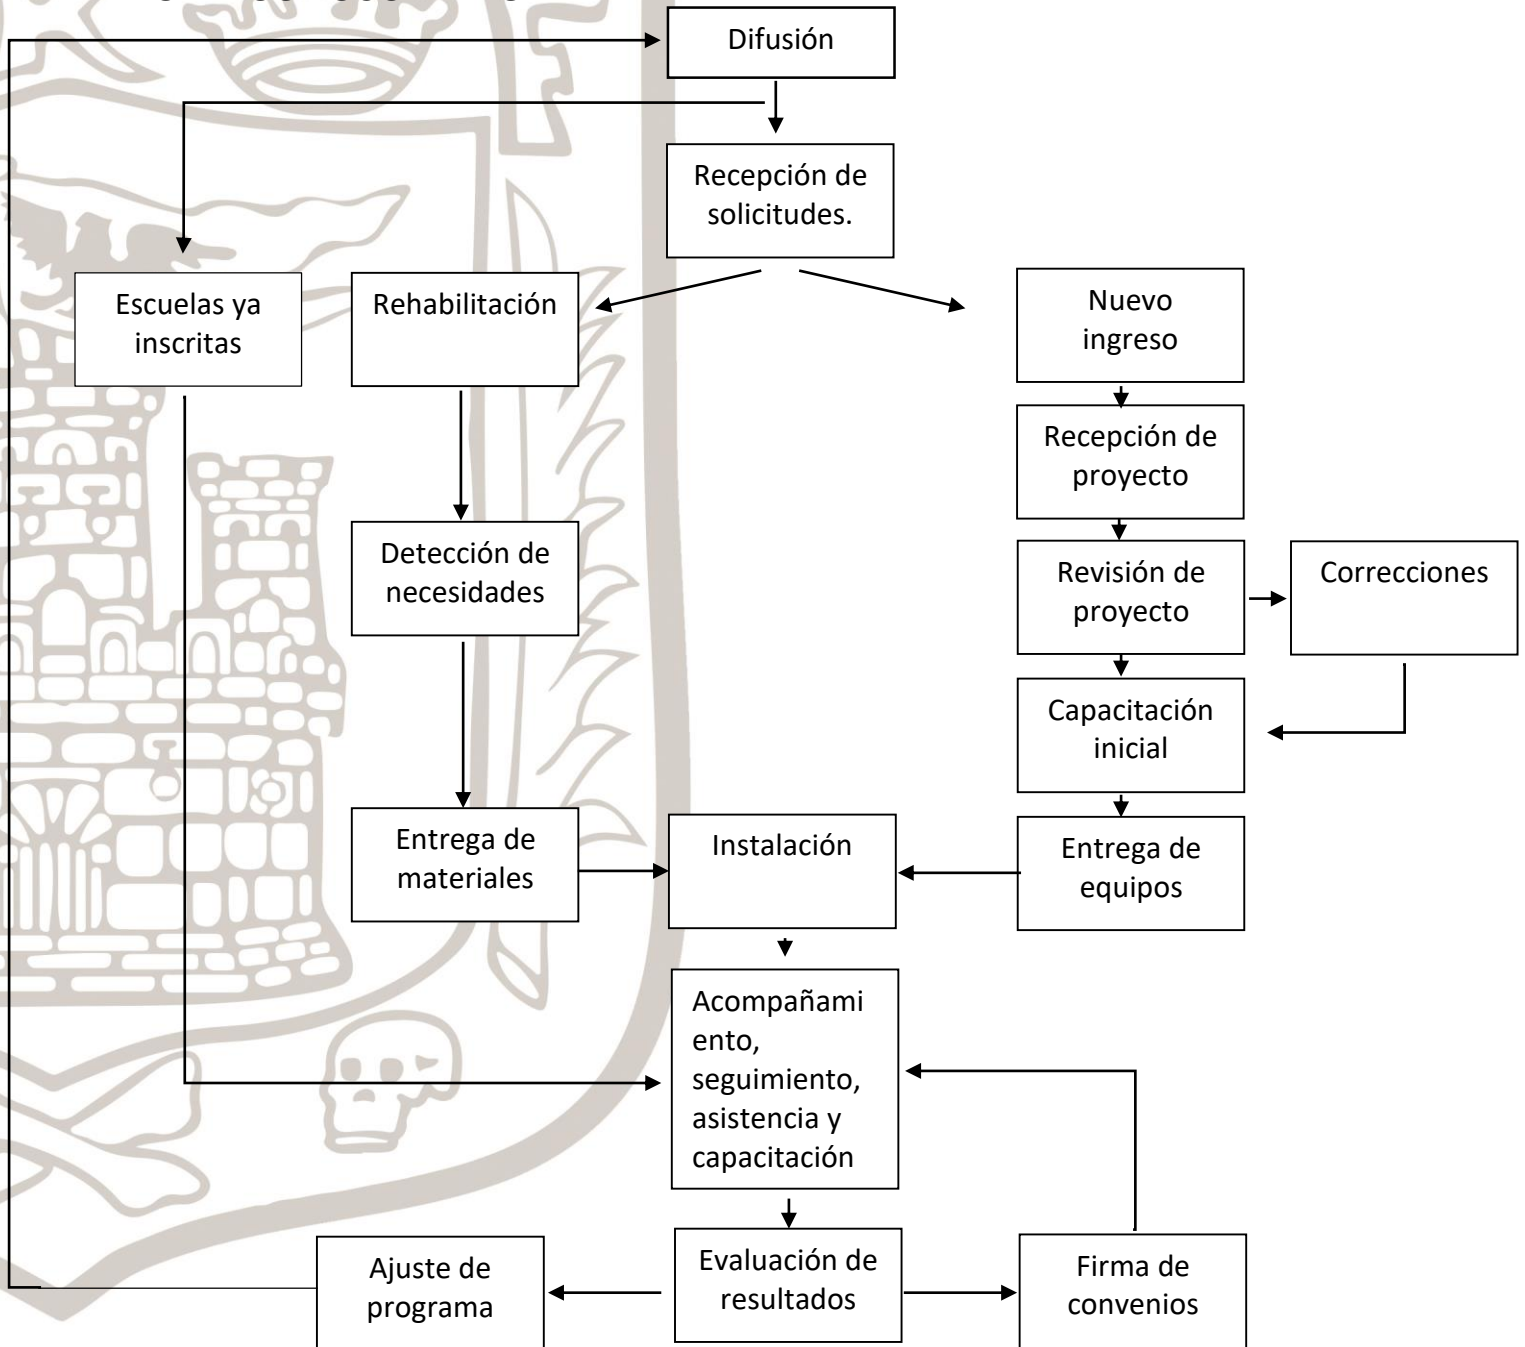 Difusión
Recepción de
solicitudes.
Escuelas ya
inscritas
Rehabilitación
Nuevo
ingreso
Recepción de
proyecto
Detección de
necesidades
Revisión de
proyecto
Correcciones
Capacitación
inicial
Entrega de
materiales
Instalación
Entrega de
equipos
Acompañami
ento,
seguimiento,
asistencia y
capacitación
Ajuste de
programa
Evaluación de
resultados
Firma de
convenios